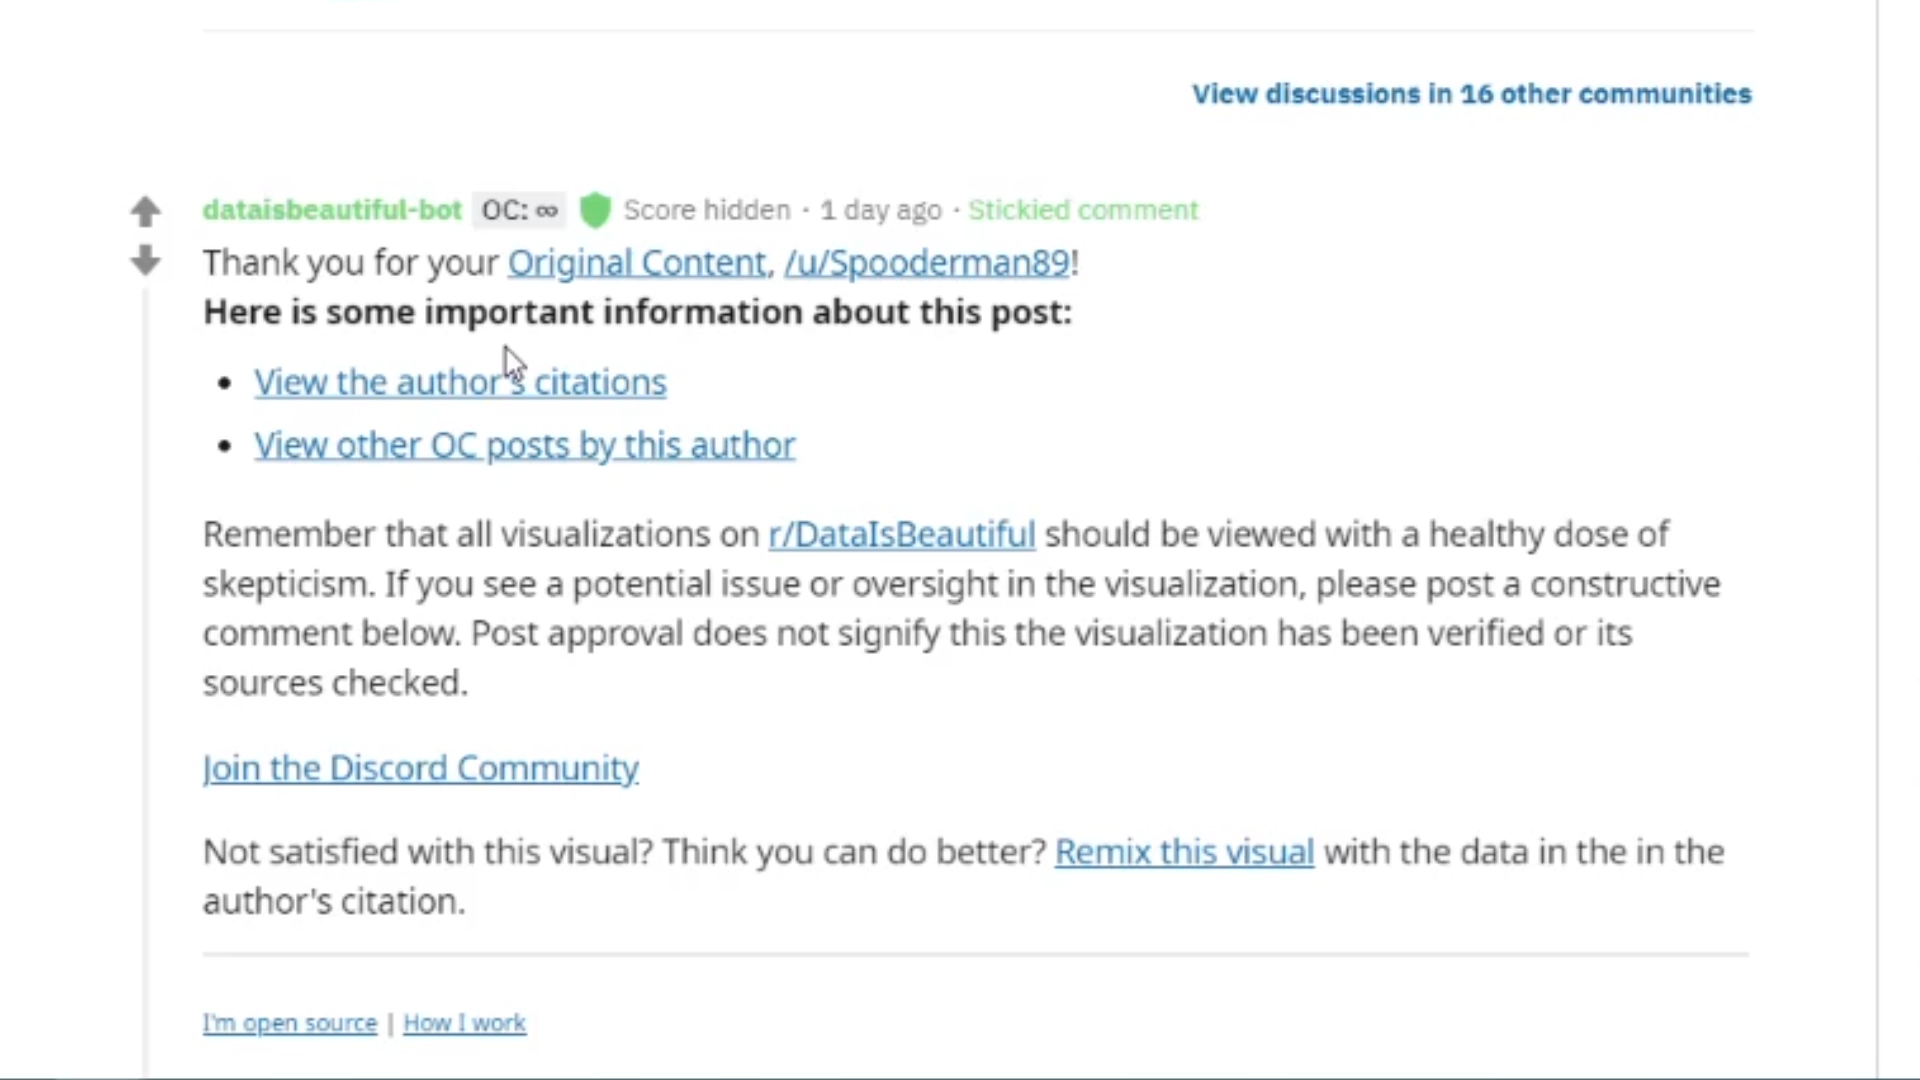 View discussions in 16 other communities
dataisbeautiful-bot OC: ∞ Score hidden · 1 day ago · Stickied comment
Thank you for your Original Content, /u/Spooderman89!
Here is some important information about this post:
• View the author's citations
• View other OC posts by this author
Remember that all visualizations on r/DataIsBeautiful should be viewed with a healthy dose of
skepticism. If you see a potential issue or oversight in the visualization, please post a constructive
comment below. Post approval does not signify this the visualization has been verified or its
sources checked.
Join the Discord Community
Not satisfied with this visual? Think you can do better? Remix this visual with the data in the in the
author's citation.
I'm open source | How I work